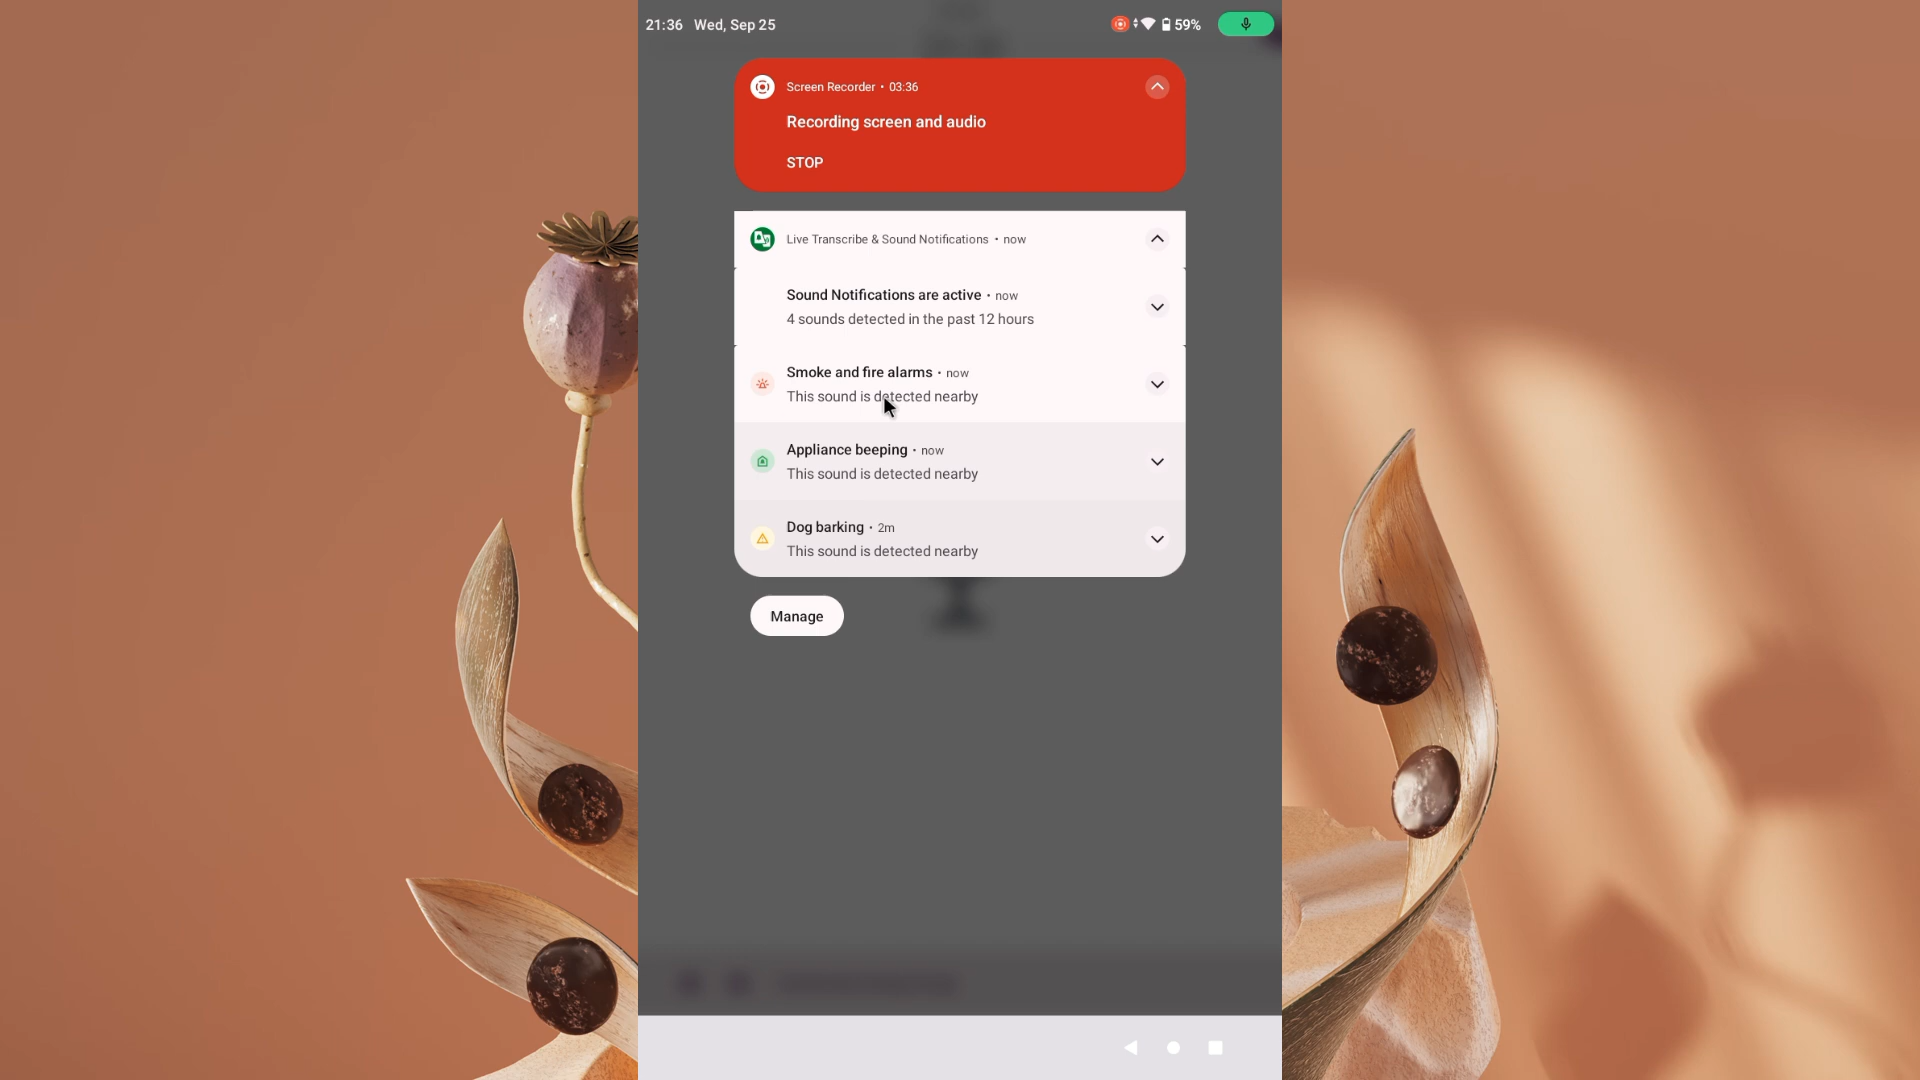 21:36 Wed, Sep 25
59%
Screen Recorder • 03:36
Recording screen and audio
STOP
Live Transcribe & Sound Notifications • now
Sound Notifications are active • now
4 sounds detected in the past 12 hours
Smoke and fire alarms • now
This sound is detected nearby
Appliance beeping • now
This sound is detected nearby
Dog barking • 2m
This sound is detected nearby
Manage